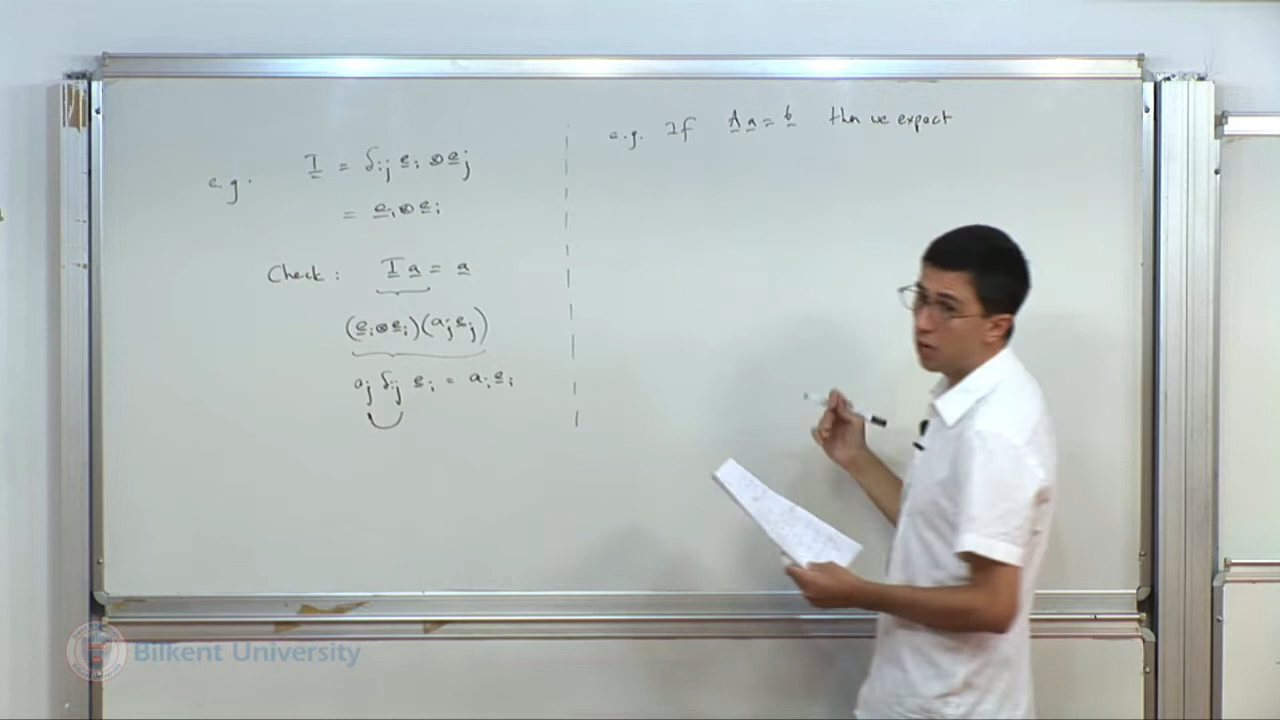 e.g. I = δij ei ⊗ ej
= ei ⊗ ei
Check : I a = a
(ei ⊗ ei)(aj ej)
aj δij ei = ai ei
e.g. If A a = b then we expect
Bilkent University